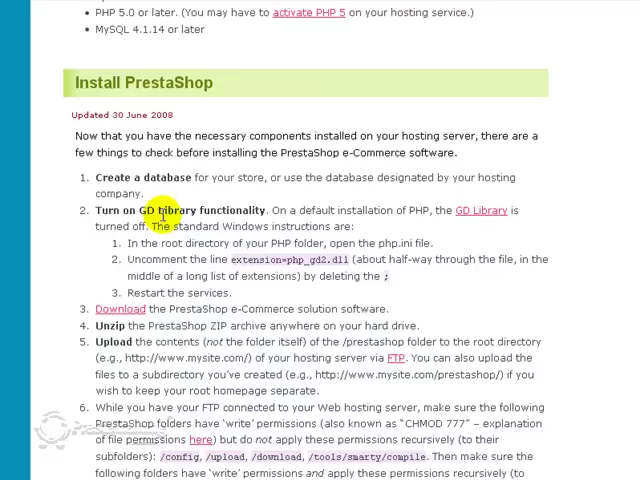 PHP 5.0 or later. (You may have to activate PHP 5 on your hosting service.)
MySQL 4.1.14 or later
Install PrestaShop
Updated 30 June 2008
Now that you have the necessary components installed on your hosting server, there are a
few things to check before installing the PrestaShop e-Commerce software.
1. Create a database for your store, or use the database designated by your hosting
company.
2. Turn on GD Library functionality. On a default installation of PHP, the GD Library is
turned off. The standard Windows instructions are:
1. In the root directory of your PHP folder, open the php.ini file.
2. Uncomment the line extension=php_gd2.dll (about half-way through the file, in the
middle of a long list of extensions) by deleting the ;
3. Restart the services.
3. Download the PrestaShop e-Commerce solution software.
4. Unzip the PrestaShop ZIP archive anywhere on your hard drive.
5. Upload the contents (not the folder itself) of the /prestashop folder to the root directory
(e.g., http://www.mysite.com/) of your hosting server via FTP. You can also upload the
files to a subdirectory you've created (e.g., http://www.mysite.com/prestashop/) if you
wish to keep your root homepage separate.
6. While you have your FTP connected to your Web hosting server, make sure the following
PrestaShop folders have 'write' permissions (also known as "CHMOD 777" – explanation
of file permissions here) but do not apply these permissions recursively (to their
subfolders): /config, /upload, /download, /tools/smarty/compile. Then make sure the
following folders have 'write' permissions and apply these permissions recursively (to